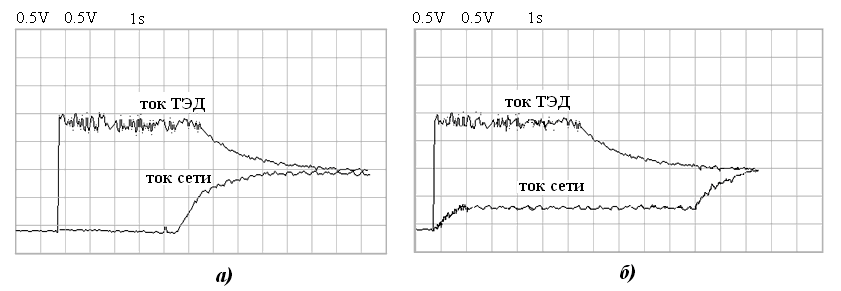 0.5V 0.5V 1s
ток ТЭД
ток сети
а)
0.5V 0.5V 1s
ток ТЭД
ток сети
б)